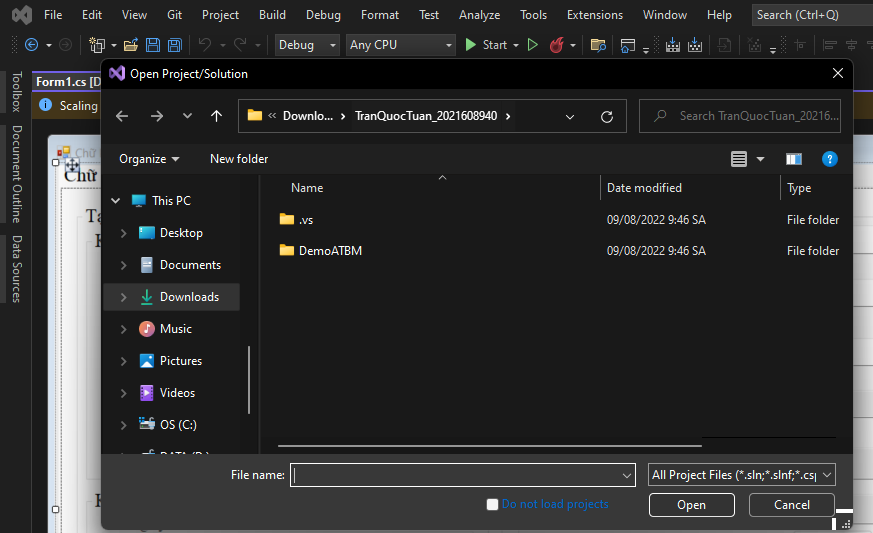 File Edit View Git Project Build Debug Format Test Analyze Tools Extensions Window Help Search (Ctrl+Q)
Debug Any CPU Start
Form1.cs [D
Scaling
Toolbox
Document Outline
Data Sources
Chữ
Chữ
Open Project/Solution
« Downlo... › TranQuocTuan_2021608940 › Search TranQuocTuan_20216...
Organize New folder
Name Date modified Type
This PC
Desktop
Documents
Downloads
Music
Pictures
Videos
OS (C:)
.vs 09/08/2022 9:46 SA File folder
DemoATBM 09/08/2022 9:46 SA File folder
File name: All Project Files (*.sln;*.slnf;*.csp
Do not load projects
Open Cancel